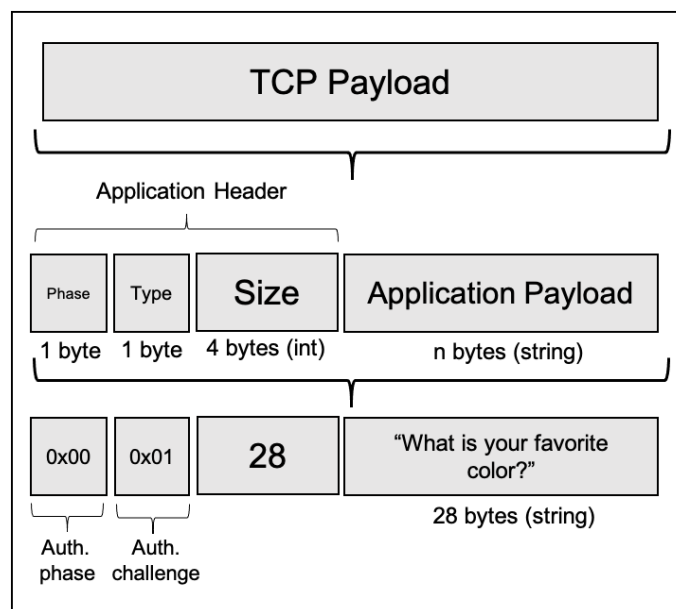 TCP Payload
Application Header
Phase
Type
Size
Application Payload
1 byte
1 byte
4 bytes (int)
n bytes (string)
0x00
0x01
28
“What is your favorite
color?”
28 bytes (string)
Auth.
phase
Auth.
challenge